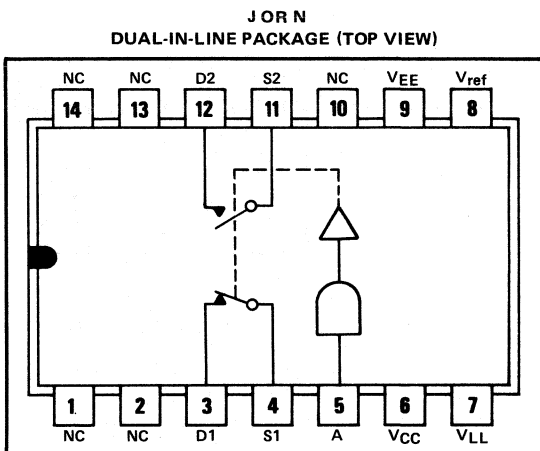 J OR N
DUAL-IN-LINE PACKAGE (TOP VIEW)
NC NC D2 S2 NC VEE Vref
14 13 12 11 10 9 8
1 2 3 4 5 6 7
NC NC D1 S1 A VCC VLL